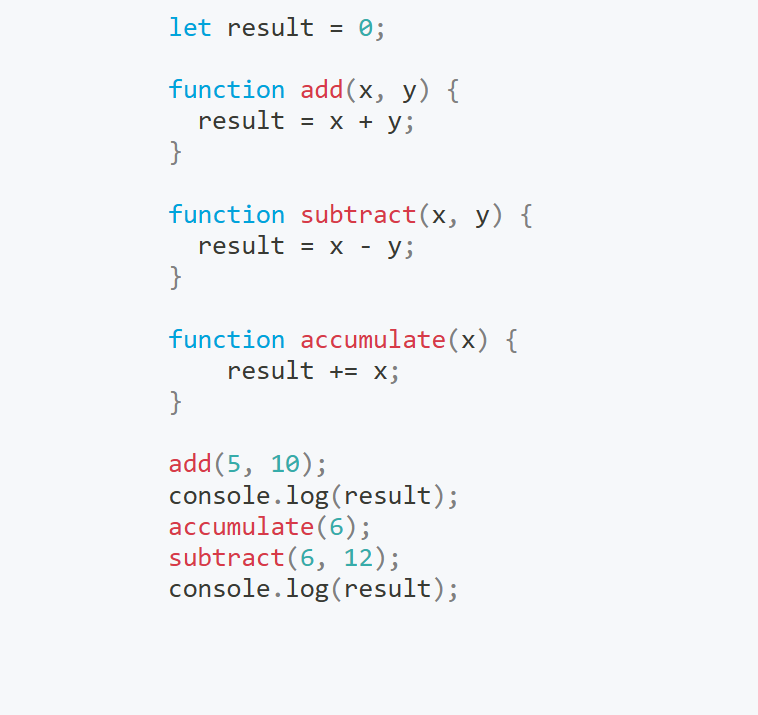 let result = 0;

function add(x, y) {
  result = x + y;
}

function subtract(x, y) {
  result = x - y;
}

function accumulate(x) {
    result += x;
}

add(5, 10);
console.log(result);
accumulate(6);
subtract(6, 12);
console.log(result);